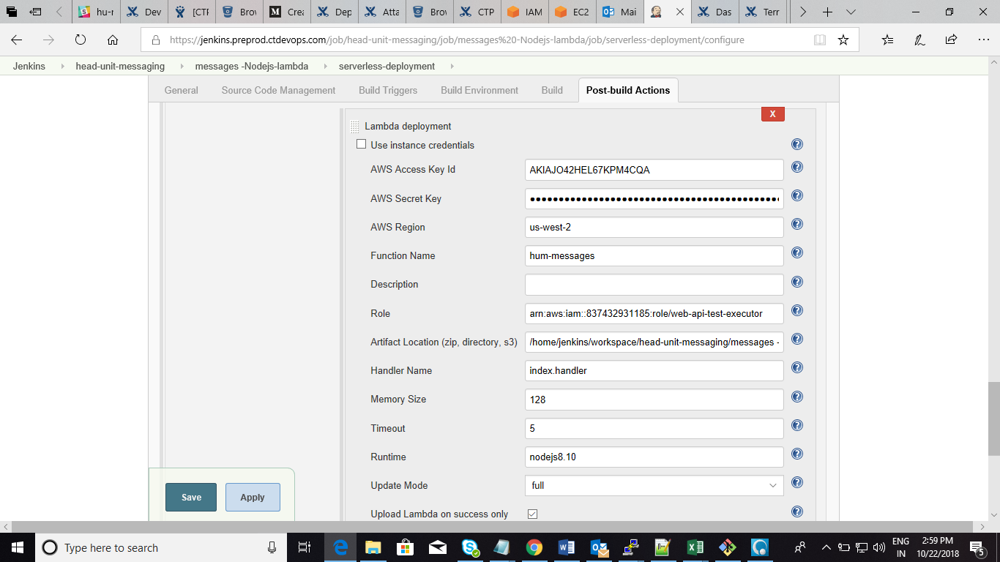 hu-r
Dev
[CTF
Brov
Crea
Dep
Atta
Brov
CTP
IAM
EC2
Mai
Das
Terr
https://jenkins.preprod.ctdevops.com/job/head-unit-messaging/job/messages%20-Nodejs-lambda/job/serverless-deployment/configure
Jenkins head-unit-messaging messages -Nodejs-lambda serverless-deployment
General Source Code Management Build Triggers Build Environment Build Post-build Actions
X
Lambda deployment
Use instance credentials
AWS Access Key Id AKIAJO42HEL67KPM4CQA
AWS Secret Key
AWS Region us-west-2
Function Name hum-messages
Description
Role arn:aws:iam::837432931185:role/web-api-test-executor
Artifact Location (zip, directory, s3) /home/jenkins/workspace/head-unit-messaging/messages -
Handler Name index.handler
Memory Size 128
Timeout 5
Runtime nodejs8.10
Update Mode full
Upload Lambda on success only
Save Apply
Type here to search
ENG
IN
2:59 PM
10/22/2018
5